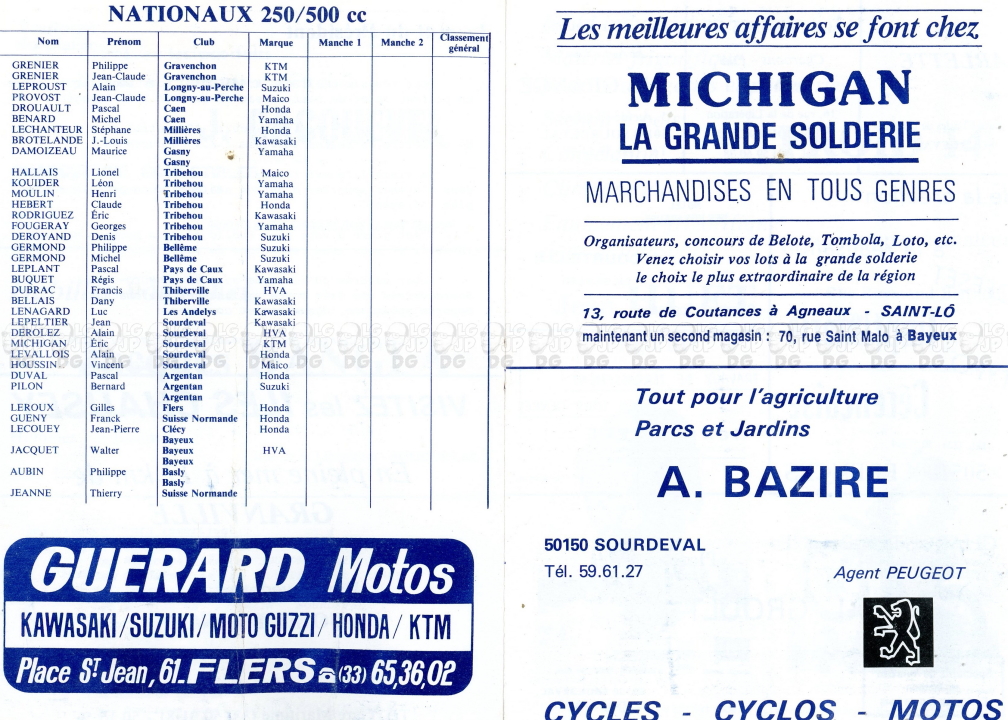 NATIONAUX 250/500 cc
Nom Prénom Club Marque Manche 1 Manche 2 Classement général
GRENIER Philippe Gravenchon KTM
GRENIER Jean-Claude Gravenchon KTM
LEPROUST Alain Longny-au-Perche Suzuki
PROVOST Jean-Claude Longny-au-Perche Maico
DROUAULT Pascal Caen Honda
BENARD Michel Caen Yamaha
LECHANTEUR Stéphane Millières Honda
BROTELANDE J.-Louis Millières Kawasaki
DAMOIZEAU Maurice Gasny Yamaha
Gasny
HALLAIS Lionel Tribehou Maico
KOUIDER Léon Tribehou Yamaha
MOULIN Henri Tribehou Yamaha
HEBERT Claude Tribehou Honda
RODRIGUEZ Éric Tribehou Kawasaki
FOUGERAY Georges Tribehou Yamaha
DEROYAND Denis Tribehou Suzuki
GERMOND Philippe Bellême Suzuki
GERMOND Michel Bellême Suzuki
LEPLANT Pascal Pays de Caux Kawasaki
BUQUET Régis Pays de Caux Yamaha
DUBRAC Francis Thiberville HVA
BELLAIS Dany Thiberville Kawasaki
LENAGARD Luc Les Andelys Kawasaki
LEPELTIER Jean Sourdeval Kawasaki
DEROLEZ Alain Sourdeval HVA
MICHIGAN Éric Sourdeval KTM
LEVALLOIS Alain Sourdeval Honda
HOUSSIN Vincent Sourdeval Maico
DUVAL Pascal Argentan Honda
PILON Bernard Argentan Suzuki
Argentan
LEROUX Gilles Flers Honda
GUENY Franck Suisse Normande Honda
LECOUEY Jean-Pierre Clécy Honda
Bayeux
JACQUET Walter Bayeux HVA
Bayeux
AUBIN Philippe Basly
Basly
JEANNE Thierry Suisse Normande
GUERARD Motos
KAWASAKI/SUZUKI/MOTO GUZZI/HONDA/KTM
Place St Jean, 61_FLERS ☎(33) 65,36,02
Les meilleures affaires se font chez
MICHIGAN
LA GRANDE SOLDERIE
MARCHANDISES EN TOUS GENRES
Organisateurs, concours de Belote, Tombola, Loto, etc.
Venez choisir vos lots à la grande solderie
le choix le plus extraordinaire de la région
13, route de Coutances à Agneaux - SAINT-LÔ
maintenant un second magasin : 70, rue Saint Malo à Bayeux
Tout pour l'agriculture
Parcs et Jardins
A. BAZIRE
50150 SOURDEVAL
Tél. 59.61.27 Agent PEUGEOT
CYCLES - CYCLOS - MOTOS